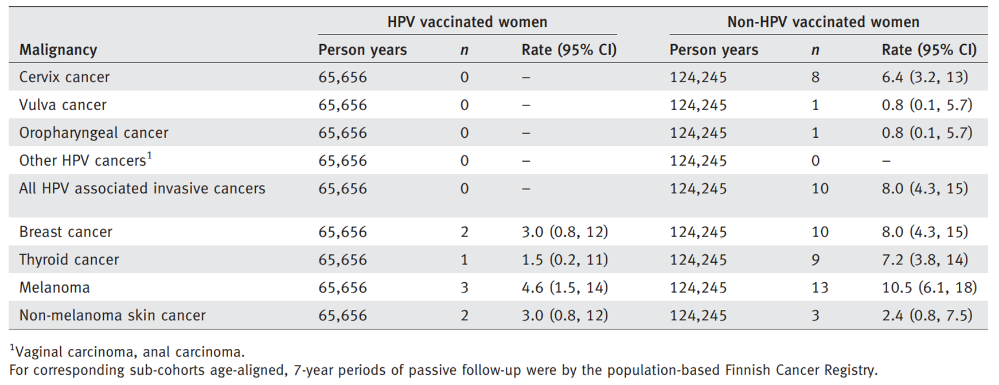 HPV vaccinated women Non-HPV vaccinated women
Malignancy Person years n Rate (95% CI) Person years n Rate (95% CI)
Cervix cancer 65,656 0 – 124,245 8 6.4 (3.2, 13)
Vulva cancer 65,656 0 – 124,245 1 0.8 (0.1, 5.7)
Oropharyngeal cancer 65,656 0 – 124,245 1 0.8 (0.1, 5.7)
Other HPV cancers1 65,656 0 – 124,245 0 –
All HPV associated invasive cancers 65,656 0 – 124,245 10 8.0 (4.3, 15)
Breast cancer 65,656 2 3.0 (0.8, 12) 124,245 10 8.0 (4.3, 15)
Thyroid cancer 65,656 1 1.5 (0.2, 11) 124,245 9 7.2 (3.8, 14)
Melanoma 65,656 3 4.6 (1.5, 14) 124,245 13 10.5 (6.1, 18)
Non-melanoma skin cancer 65,656 2 3.0 (0.8, 12) 124,245 3 2.4 (0.8, 7.5)
1Vaginal carcinoma, anal carcinoma.
For corresponding sub-cohorts age-aligned, 7-year periods of passive follow-up were by the population-based Finnish Cancer Registry.